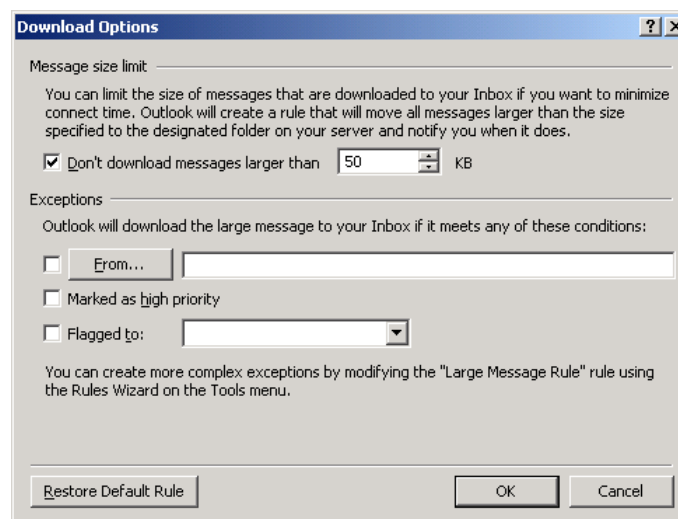 Download Options
Message size limit
You can limit the size of messages that are downloaded to your Inbox if you want to minimize
connect time. Outlook will create a rule that will move all messages larger than the size
specified to the designated folder on your server and notify you when it does.
Don't download messages larger than 50 KB
Exceptions
Outlook will download the large message to your Inbox if it meets any of these conditions:
From...
Marked as high priority
Flagged to:
You can create more complex exceptions by modifying the "Large Message Rule" rule using
the Rules Wizard on the Tools menu.
Restore Default Rule OK Cancel